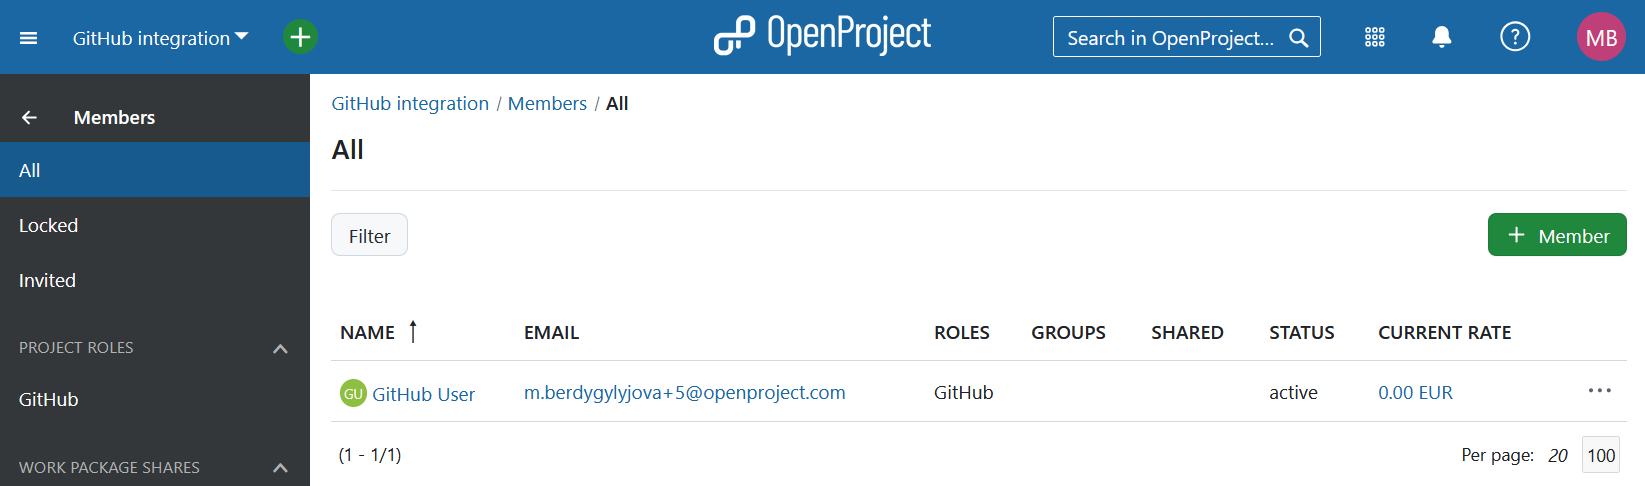 GitHub integration
OpenProject
Search in OpenProject...
?
MB
Members
All
Locked
Invited
PROJECT ROLES
GitHub
WORK PACKAGE SHARES
GitHub integration / Members / All
All
Filter
+ Member
NAME ↑ EMAIL ROLES GROUPS SHARED STATUS CURRENT RATE
GU GitHub User m.berdygylyjova+5@openproject.com GitHub active 0.00 EUR ...
(1 - 1/1) Per page: 20 100